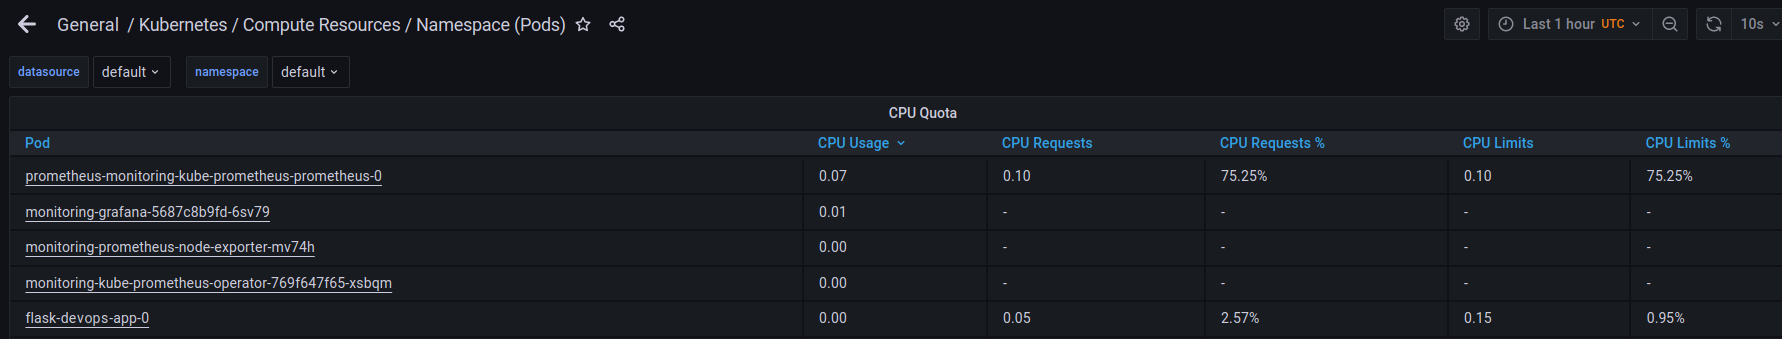 General / Kubernetes / Compute Resources / Namespace (Pods) Last 1 hour UTC 10s
datasource default namespace default
CPU Quota
Pod CPU Usage CPU Requests CPU Requests % CPU Limits CPU Limits %
prometheus-monitoring-kube-prometheus-prometheus-0 0.07 0.10 75.25% 0.10 75.25%
monitoring-grafana-5687c8b9fd-6sv79 0.01 - - - -
monitoring-prometheus-node-exporter-mv74h 0.00 - - - -
monitoring-kube-prometheus-operator-769f647f65-xsbqm 0.00 - - - -
flask-devops-app-0 0.00 0.05 2.57% 0.15 0.95%